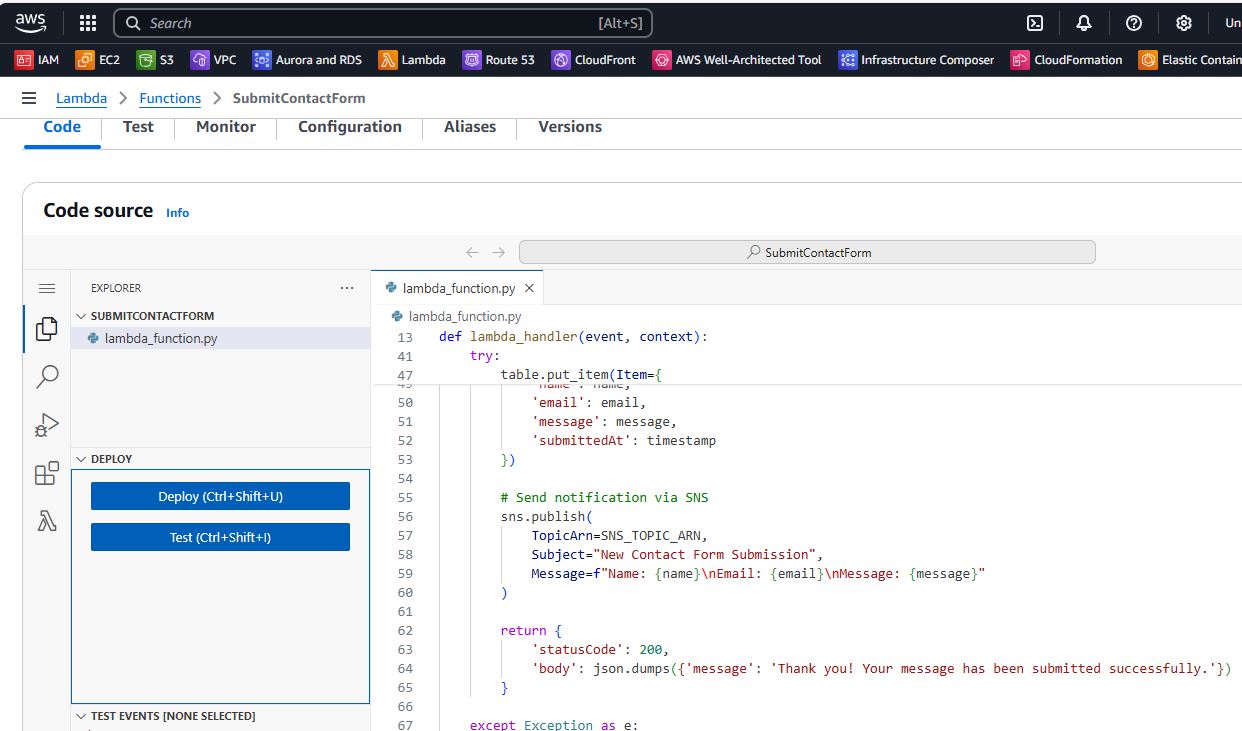 aws Search [Alt+S] Un
IAM EC2 S3 VPC Aurora and RDS Lambda Route 53 CloudFront AWS Well-Architected Tool Infrastructure Composer CloudFormation Elastic Contain
Lambda > Functions > SubmitContactForm
Code Test Monitor Configuration Aliases Versions
Code source Info
SubmitContactForm
EXPLORER
SUBMITCONTACTFORM
lambda_function.py
DEPLOY
Deploy (Ctrl+Shift+U)
Test (Ctrl+Shift+I)
TEST EVENTS [NONE SELECTED]
lambda_function.py
lambda_function.py
13 def lambda_handler(event, context):
41 try:
47 table.put_item(Item={
49 'name': name,
50 'email': email,
51 'message': message,
52 'submittedAt': timestamp
53 })
54
55 # Send notification via SNS
56 sns.publish(
57 TopicArn=SNS_TOPIC_ARN,
58 Subject="New Contact Form Submission",
59 Message=f"Name: {name}\nEmail: {email}\nMessage: {message}"
60 )
61
62 return {
63 'statusCode': 200,
64 'body': json.dumps({'message': 'Thank you! Your message has been submitted successfully.'})
65 }
66
67 except Exception as e: